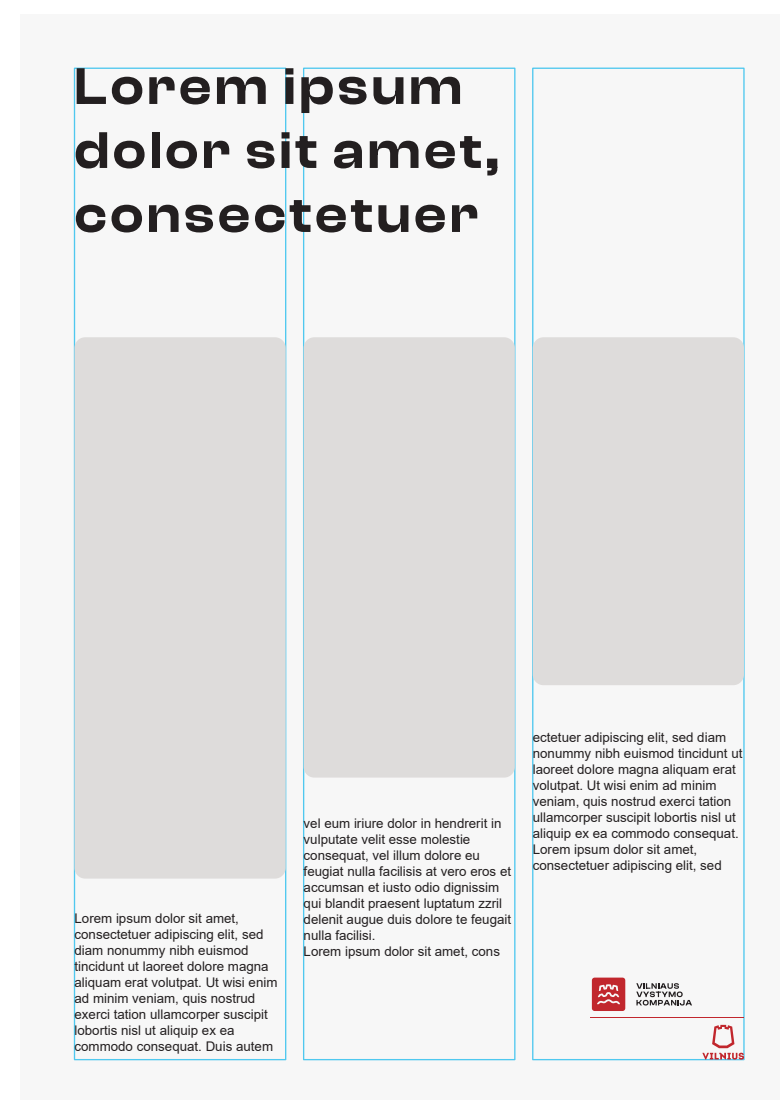 Lorem ipsum
dolor sit amet,
consectetuer
Lorem ipsum dolor sit amet,
consectetuer adipiscing elit, sed
diam nonummy nibh euismod
tincidunt ut laoreet dolore magna
aliquam erat volutpat. Ut wisi enim
ad minim veniam, quis nostrud
exerci tation ullamcorper suscipit
lobortis nisl ut aliquip ex ea
commodo consequat. Duis autem
vel eum iriure dolor in hendrerit in
vulputate velit esse molestie
consequat, vel illum dolore eu
feugiat nulla facilisis at vero eros et
accumsan et iusto odio dignissim
qui blandit praesent luptatum zzril
delenit augue duis dolore te feugait
nulla facilisi.
Lorem ipsum dolor sit amet, cons
ectetuer adipiscing elit, sed diam
nonummy nibh euismod tincidunt ut
laoreet dolore magna aliquam erat
volutpat. Ut wisi enim ad minim
veniam, quis nostrud exerci tation
ullamcorper suscipit lobortis nisl ut
aliquip ex ea commodo consequat.
Lorem ipsum dolor sit amet,
consectetuer adipiscing elit, sed
VILNIAUS
VYSTYMO
KOMPANIJA
VILNIUS